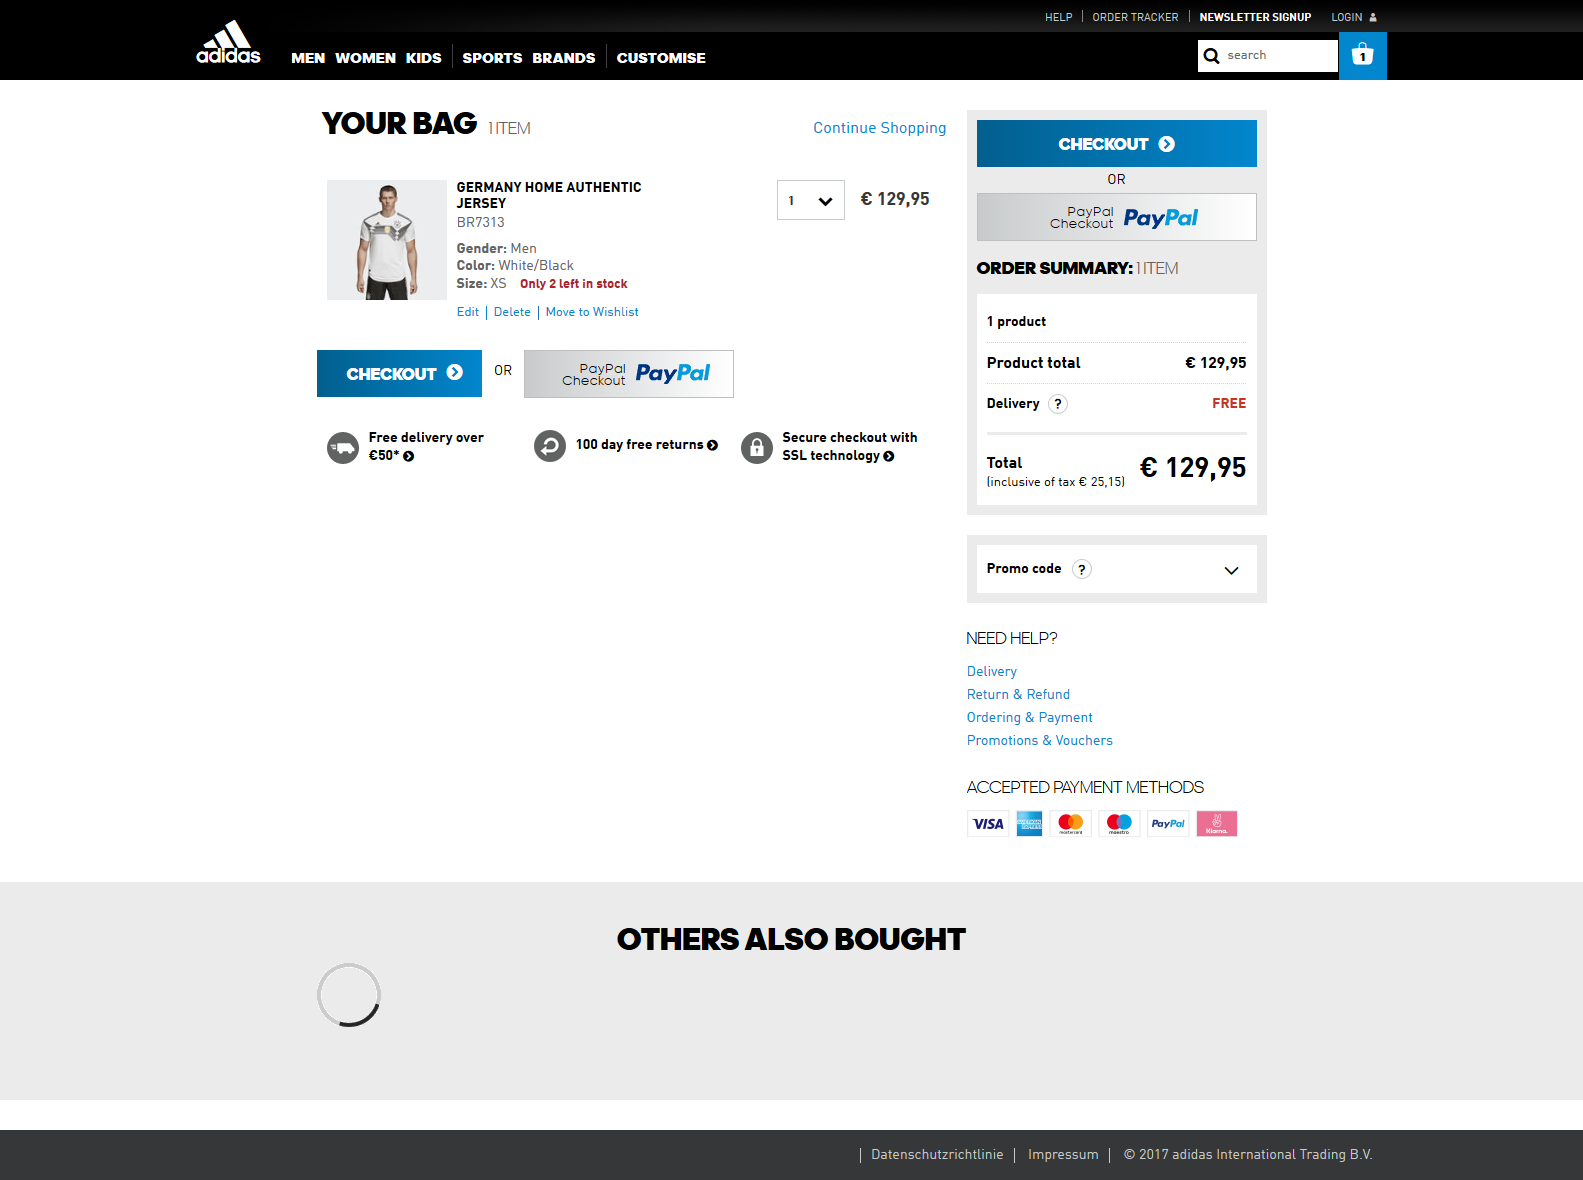 HELP
ORDER TRACKER
NEWSLETTER SIGNUP
LOGIN
adidas
MEN WOMEN KIDS SPORTS BRANDS CUSTOMISE
search
1
YOUR BAG 1 ITEM
Continue Shopping
GERMANY HOME AUTHENTIC
JERSEY
BR7313
Gender: Men
Color: White/Black
Size: XS Only 2 left in stock
Edit
Delete
Move to Wishlist
1
€ 129,95
CHECKOUT
OR
PayPal
Checkout
PayPal
Free delivery over
€50*
100 day free returns
Secure checkout with
SSL technology
CHECKOUT
OR
PayPal
Checkout
PayPal
ORDER SUMMARY: 1 ITEM
1 product
Product total € 129,95
Delivery ? FREE
Total € 129,95
(inclusive of tax € 25,15)
Promo code ?
NEED HELP?
Delivery
Return & Refund
Ordering & Payment
Promotions & Vouchers
ACCEPTED PAYMENT METHODS
VISA
mastercard
maestro
PayPal
Klarna.
OTHERS ALSO BOUGHT
Datenschutzrichtlinie
Impressum
© 2017 adidas International Trading B.V.